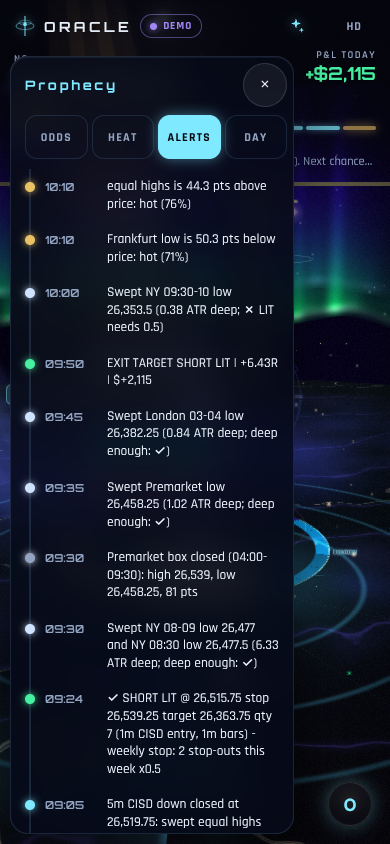 ORACLE
DEMO
HD
P&L TODAY
+$2,115
Prophecy
×
ODDS
HEAT
ALERTS
DAY
). Next chance...
10:10
equal highs is 44.3 pts above
price: hot (76%)
10:10
Frankfurt low is 50.3 pts below
price: hot (71%)
10:00
Swept NY 09:30-10 low
26,353.5 (0.38 ATR deep; ✕ LIT
needs 0.5)
09:50
EXIT TARGET SHORT LIT | +6.43R
| $+2,115
09:45
Swept London 03-04 low
26,382.25 (0.84 ATR deep; deep
enough: ✓)
09:35
Swept Premarket low
26,458.25 (1.02 ATR deep; deep
enough: ✓)
09:30
Premarket box closed (04:00-
09:30): high 26,539, low
26,458.25, 81 pts
09:30
Swept NY 08-09 low 26,477
and NY 08:30 low 26,477.5 (6.33
ATR deep; deep enough: ✓)
09:24
✓ SHORT LIT @ 26,515.75 stop
26,539.25 target 26,363.75 qty
7 (1m CISD entry, 1m bars) -
weekly stop: 2 stop-outs this
week x0.5
09:05
5m CISD down closed at
26,519.75: swept equal highs
O